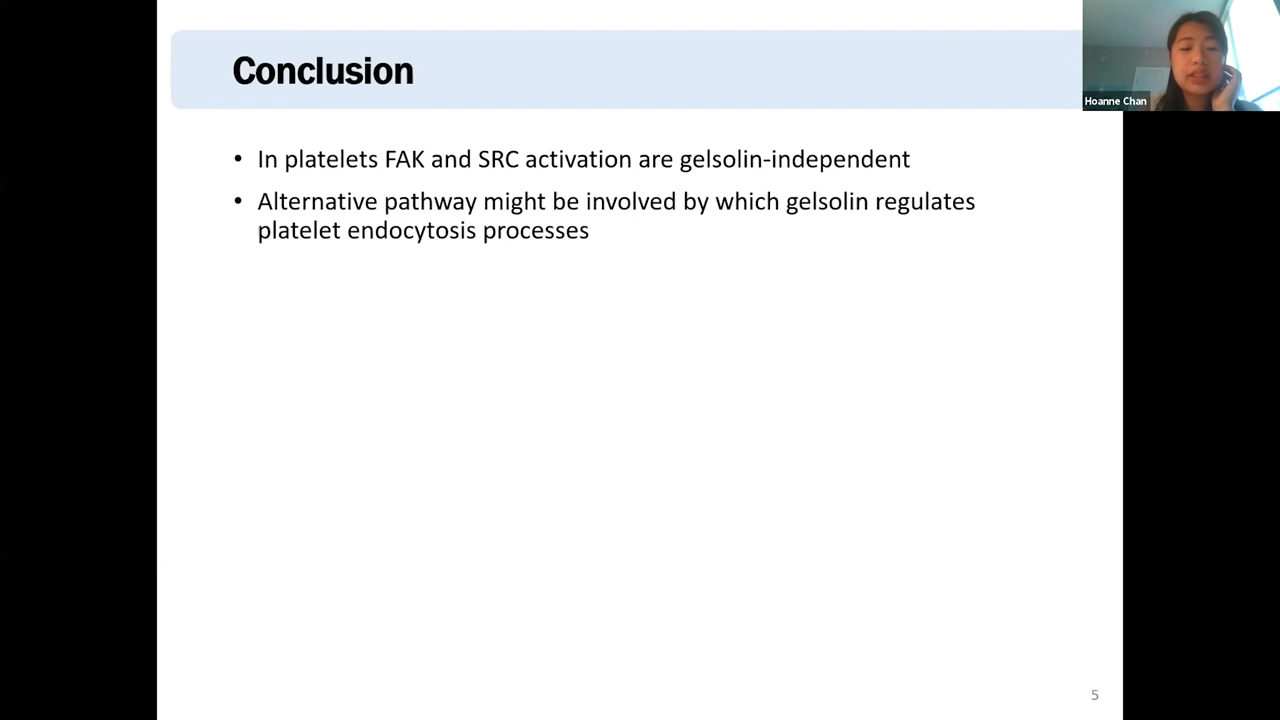 Conclusion
Hoanne Chan
• In platelets FAK and SRC activation are gelsolin-independent
• Alternative pathway might be involved by which gelsolin regulates
platelet endocytosis processes
5